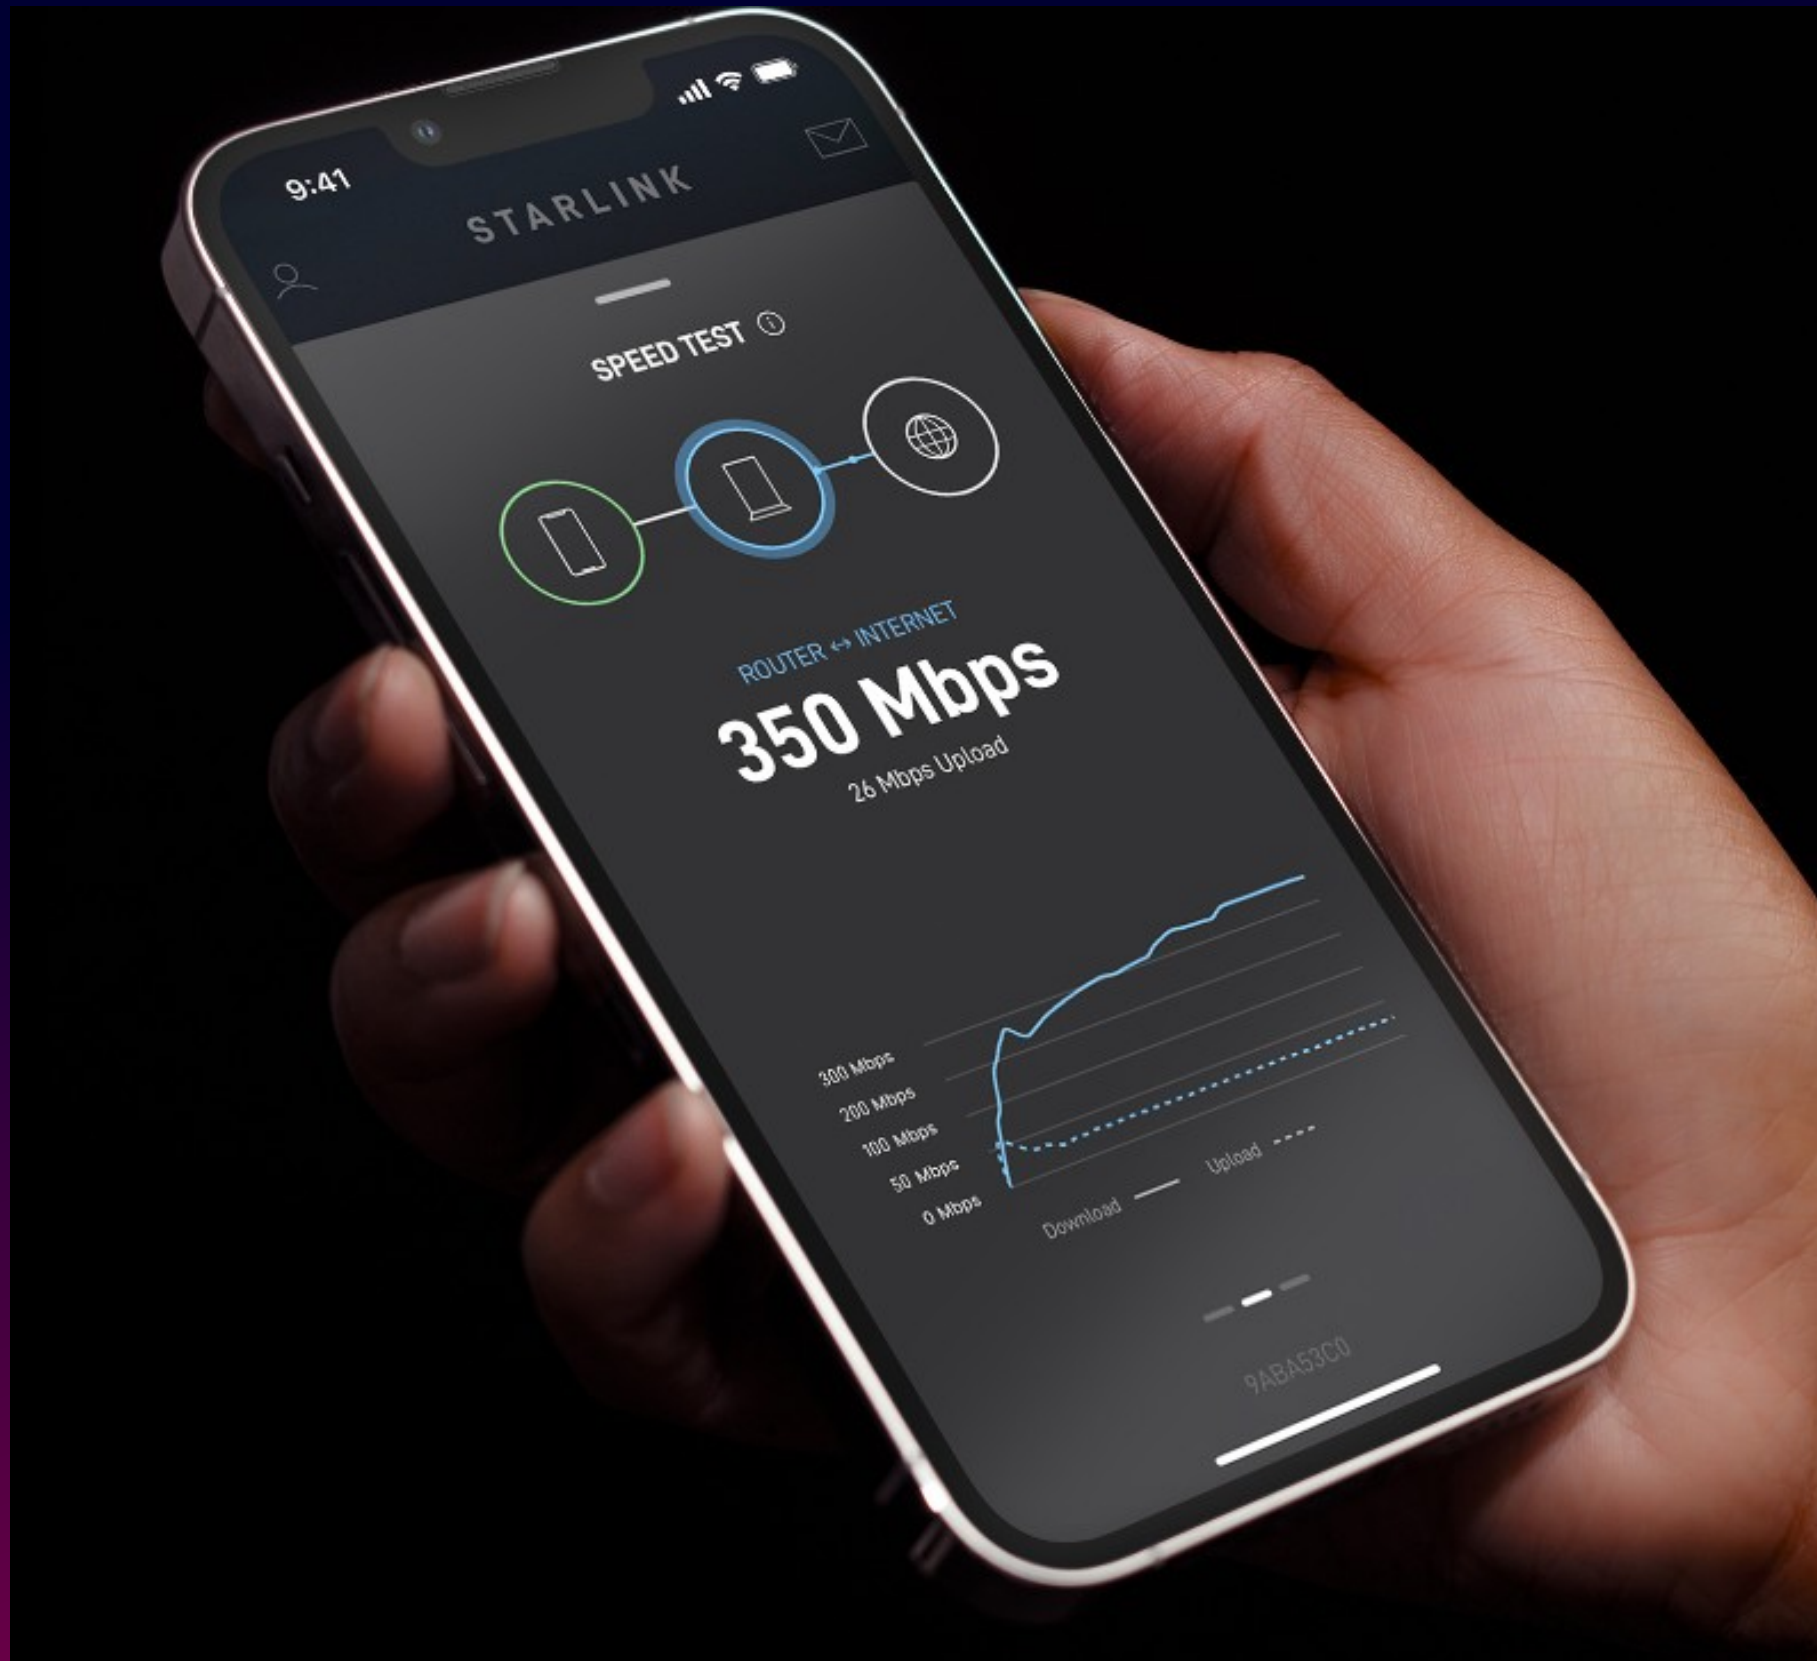 9:41
STARLINK
SPEED TEST
ROUTER ↔ INTERNET
350 Mbps
26 Mbps Upload
300 Mbps
200 Mbps
100 Mbps
50 Mbps
0 Mbps
Download
Upload
9ABA53C0